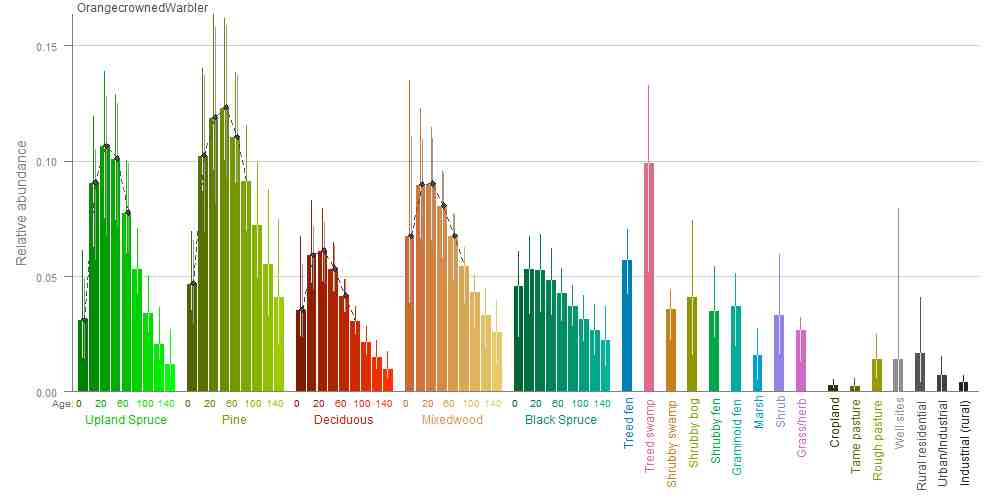 OrangecrownedWarbler
Relative abundance
0.15
0.10
0.05
0.00
Age: 0 20 60 100 140 0 20 60 100 140 0 20 60 100 140 0 20 60 100 140 0 20 60 100 140
Upland Spruce Pine Deciduous Mixedwood Black Spruce
Treed fen
Treed swamp
Shrubby swamp
Shrubby bog
Shrubby fen
Graminoid fen
Marsh
Shrub
Grass/herb
Cropland
Tame pasture
Rough pasture
Well sites
Rural residential
Urban/Industrial
Industrial (rural)